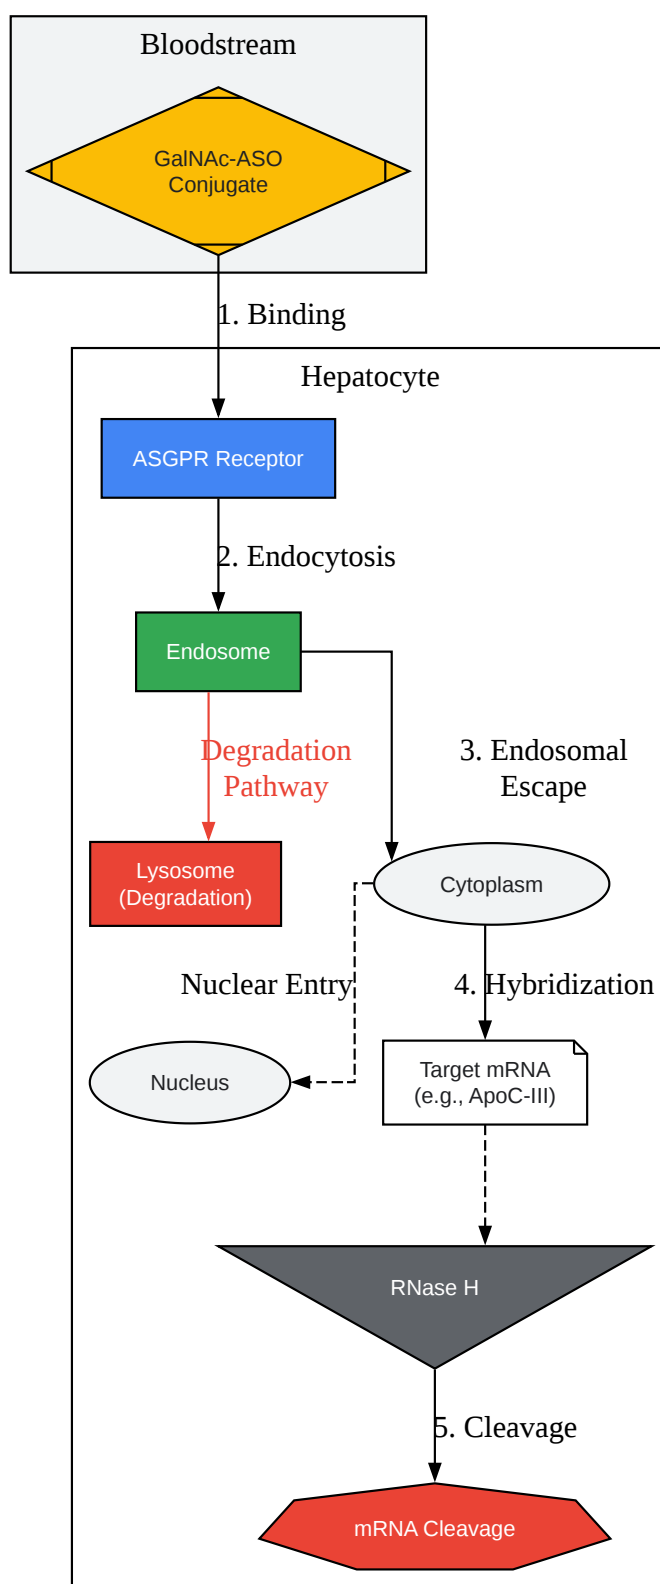 Bloodstream
GalNAc-ASO
Conjugate
1. Binding
Hepatocyte
ASGPR Receptor
2. Endocytosis
Endosome
Degradation
Pathway
3. Endosomal
Escape
Lysosome
(Degradation)
Cytoplasm
Nuclear Entry
4. Hybridization
Nucleus
Target mRNA
(e.g., ApoC-III)
RNase H
5. Cleavage
mRNA Cleavage